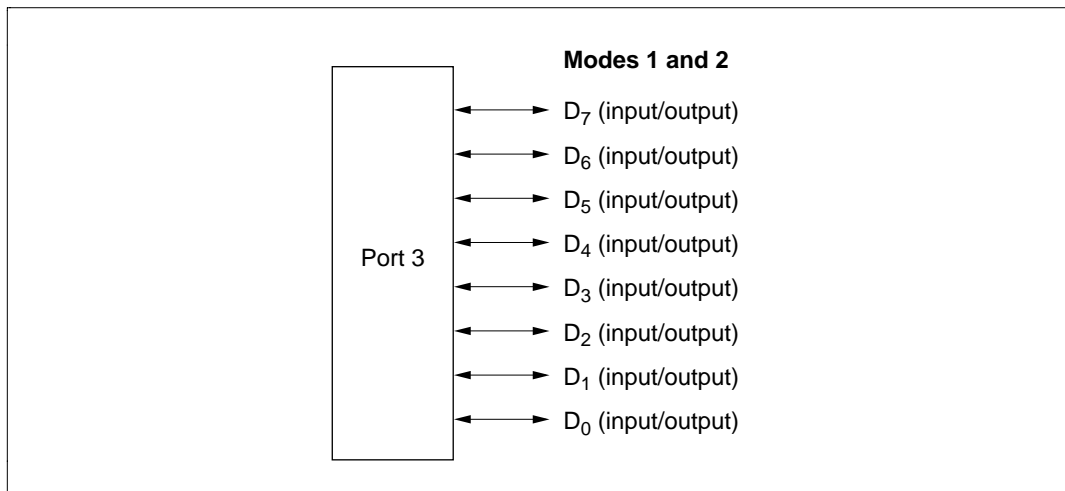 Modes 1 and 2
D7 (input/output)
D6 (input/output)
D5 (input/output)
D4 (input/output)
Port 3
D3 (input/output)
D2 (input/output)
D1 (input/output)
D0 (input/output)